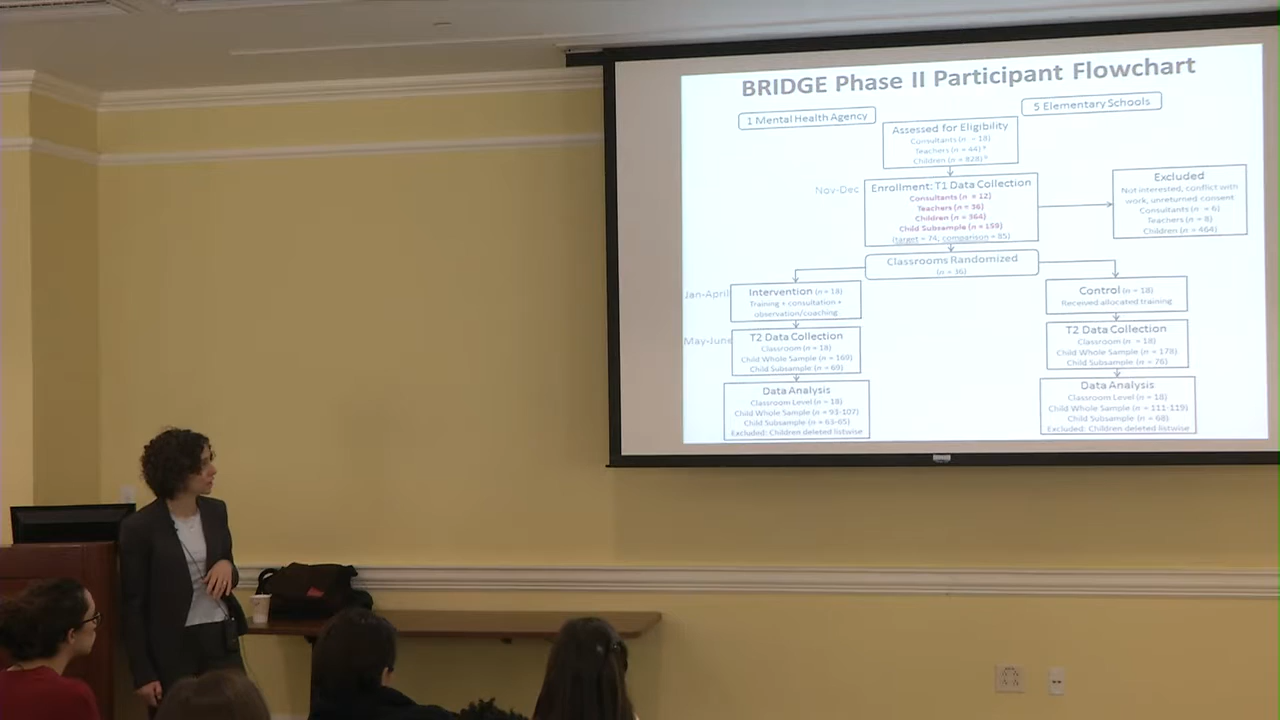 BRIDGE Phase II Participant Flowchart
1 Mental Health Agency
5 Elementary Schools
Assessed for Eligibility
Consultants (n = 18)
Teachers (n = 44)
Children (n = 828)
Nov-Dec
Enrollment: T1 Data Collection
Consultants (n = 12)
Teachers (n = 36)
Children (n = 364)
Child Subsample (n = 159)
(target = 74, comparison = 85)
Excluded
Not interested, conflict with
work, unreturned consent
Consultants (n = 6)
Teachers (n = 8)
Children (n = 464)
Classrooms Randomized
(n = 36)
Jan-April
Intervention (n = 18)
Training + consultation +
observation/coaching
Control (n = 18)
Received allocated training
May-June
T2 Data Collection
Classroom (n = 18)
Child Whole Sample (n = 169)
Child Subsample (n = 69)
T2 Data Collection
Classroom (n = 18)
Child Whole Sample (n = 178)
Child Subsample (n = 76)
Data Analysis
Classroom Level (n = 18)
Child Whole Sample (n = 93-107)
Child Subsample (n = 63-65)
Excluded: Children deleted listwise
Data Analysis
Classroom Level (n = 18)
Child Whole Sample (n = 111-119)
Child Subsample (n = 68)
Excluded: Children deleted listwise